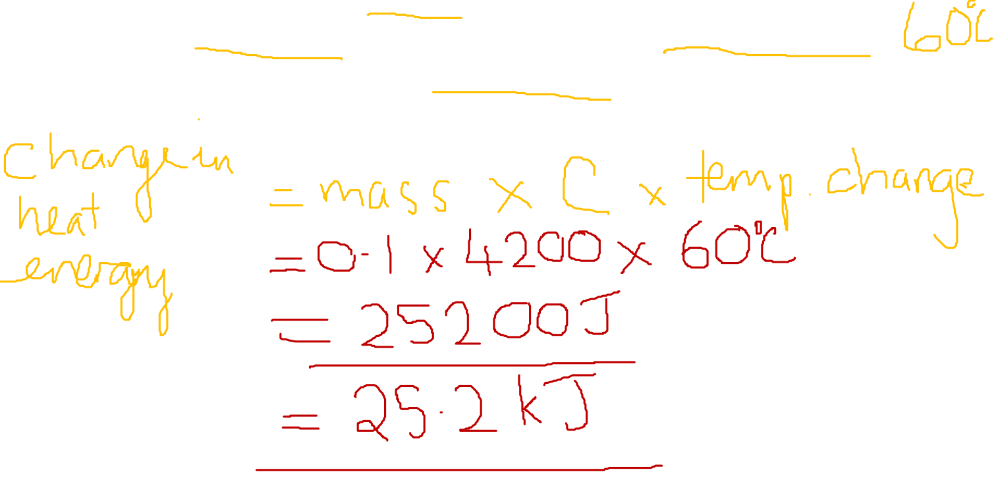 60°C
Change in heat energy = mass × C × temp. change
= 0.1 × 4200 × 60°C
= 25200J
= 25.2 kJ